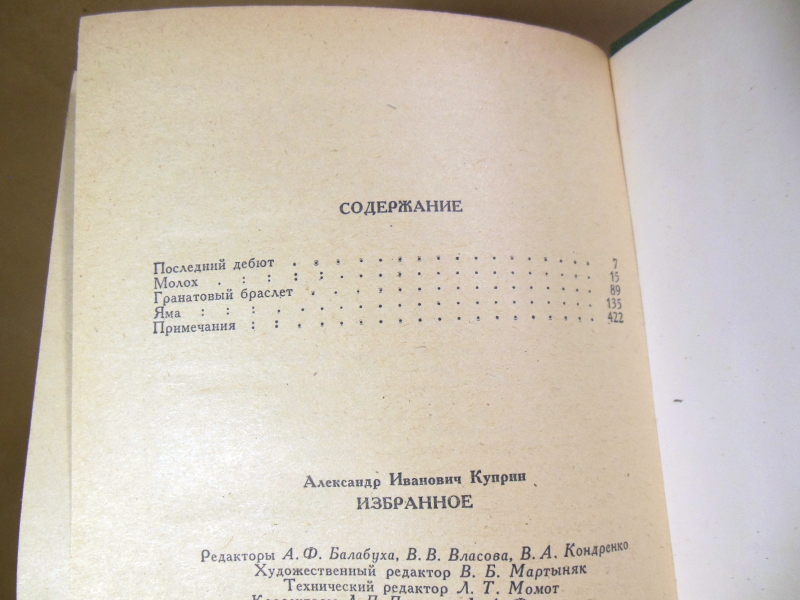 СОДЕРЖАНИЕ
Последний дебют . . . . . . . . . . . . . . . . 7
Молох . : : : : . . . . . . . . . . . . . . 15
Гранатовый браслет . . . . . . . . . . . . . . . 89
Яма : : : . . . . . . . . . . . . . . . . 135
Примечания : : . . . . . . . . . . . . . . . . 422
Александр Иванович Куприн
ИЗБРАННОЕ
Редакторы А. Ф. Балабуха, В. В. Власова, В. А. Кондренко
Художественный редактор В. Б. Мартыняк
Технический редактор Л. Т. Момот